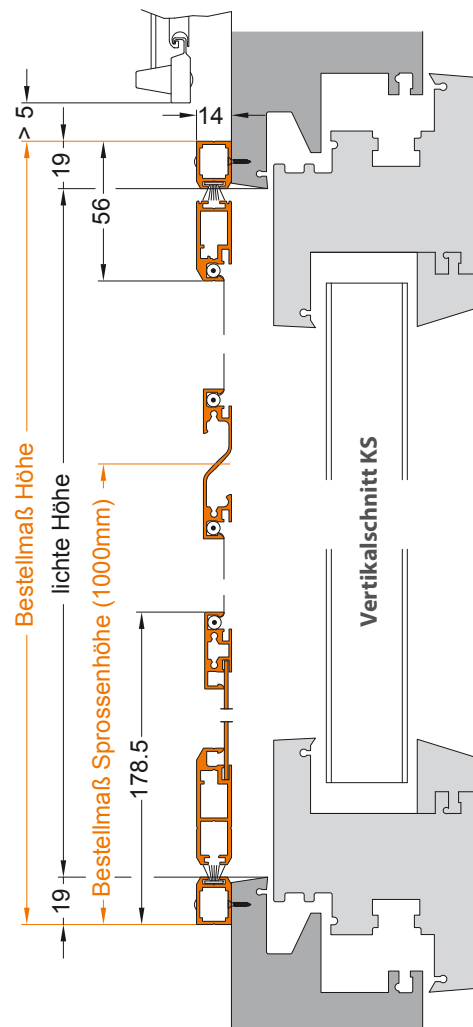 > 5
14
19
56
Bestellmaß Höhe
lichte Höhe
Bestellmaß Sprossenhöhe (1000mm)
Vertikalschnitt KS
178.5
19